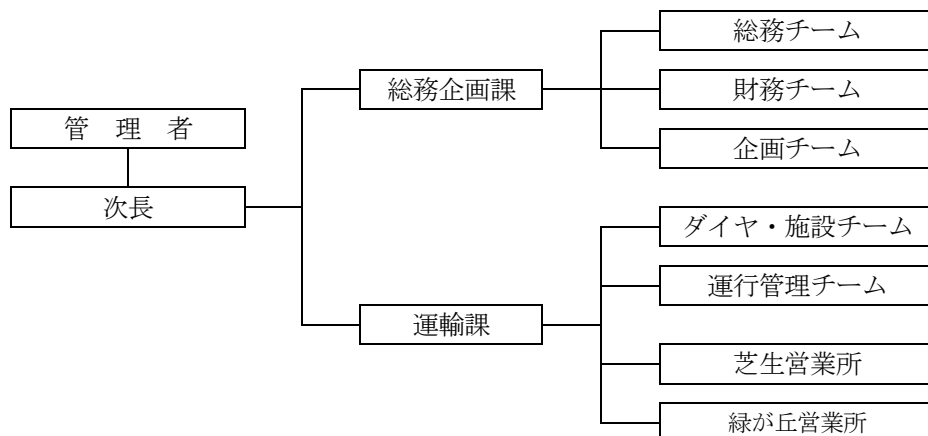 管　理　者
次長
総務企画課
総務チーム
財務チーム
企画チーム
運輸課
ダイヤ・施設チーム
運行管理チーム
芝生営業所
緑が丘営業所